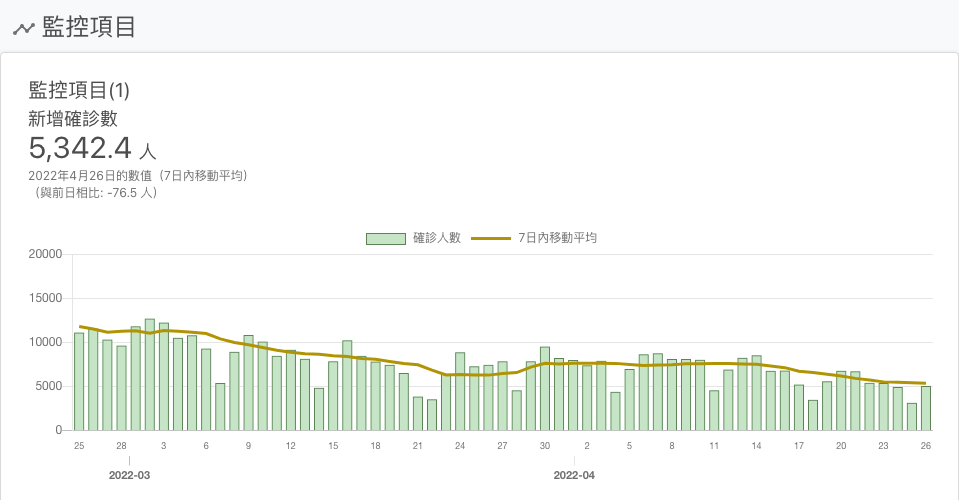 監控項目
監控項目(1)
新增確診數
5,342.4 人
2022年4月26日的數值（7日內移動平均）
（與前日相比: -76.5 人）
確診人數 7日內移動平均
20000
15000
10000
5000
0
25 28 3 6 9 12 15 18 21 24 27 30 2 5 8 11 14 17 20 23 26
2022-03 2022-04